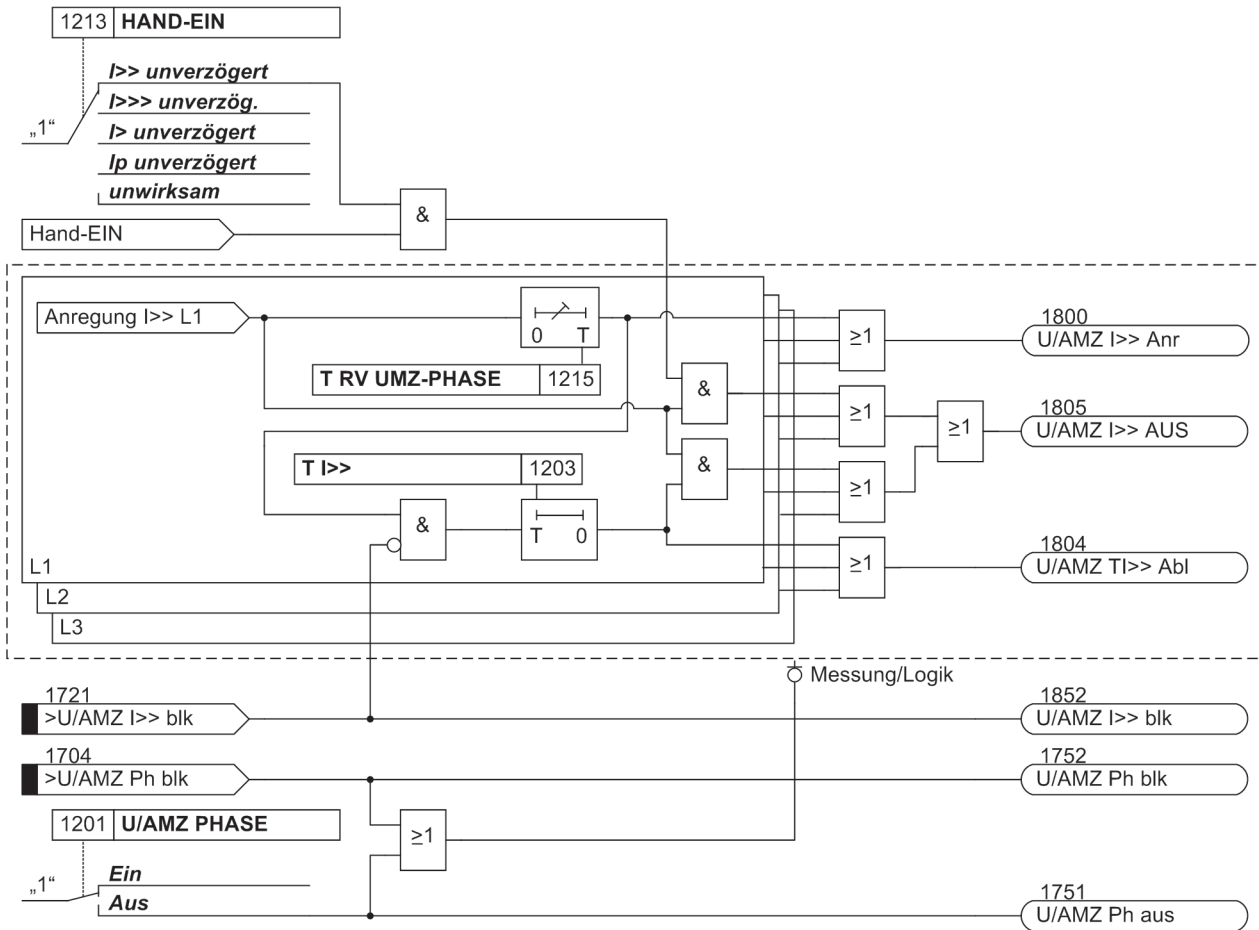 1213 HAND-EIN
I>> unverzögert
I>>> unverzög.
„1“
I> unverzögert
Ip unverzögert
unwirksam
&
Hand-EIN
Anregung I>> L1
0 T
≥1
1800
U/AMZ I>> Anr
T RV UMZ-PHASE 1215
&
≥1
≥1
1805
U/AMZ I>> AUS
T I>> 1203
&
≥1
&
T 0
≥1
1804
U/AMZ TI>> Abl
L1
L2
L3
Messung/Logik
1721
>U/AMZ I>> blk
1852
U/AMZ I>> blk
1704
>U/AMZ Ph blk
1752
U/AMZ Ph blk
1201 U/AMZ PHASE
≥1
Ein
„1“
Aus
1751
U/AMZ Ph aus